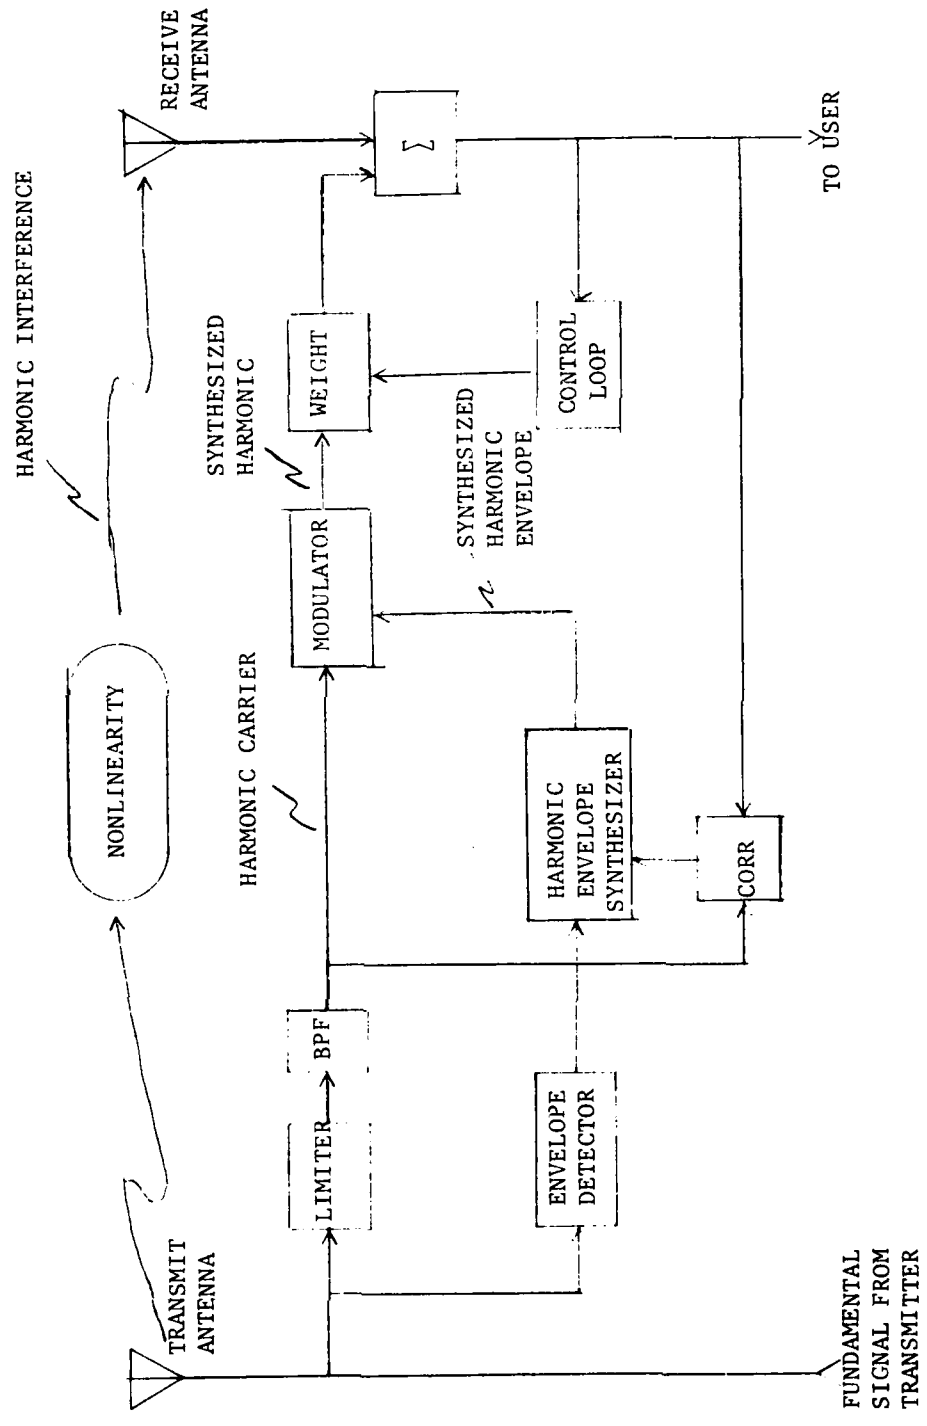 HARMONIC INTERFERENCE
RECEIVE
ANTENNA
NONLINEARITY
TRANSMIT
ANTENNA
SYNTHESIZED
HARMONIC
HARMONIC CARRIER
LIMITER
BPF
MODULATOR
WEIGHT
Σ
SYNTHESIZED
HARMONIC
ENVELOPE
CONTROL
LOOP
ENVELOPE
DETECTOR
HARMONIC
ENVELOPE
SYNTHESIZER
CORR
TO USER
FUNDAMENTAL
SIGNAL FROM
TRANSMITTER